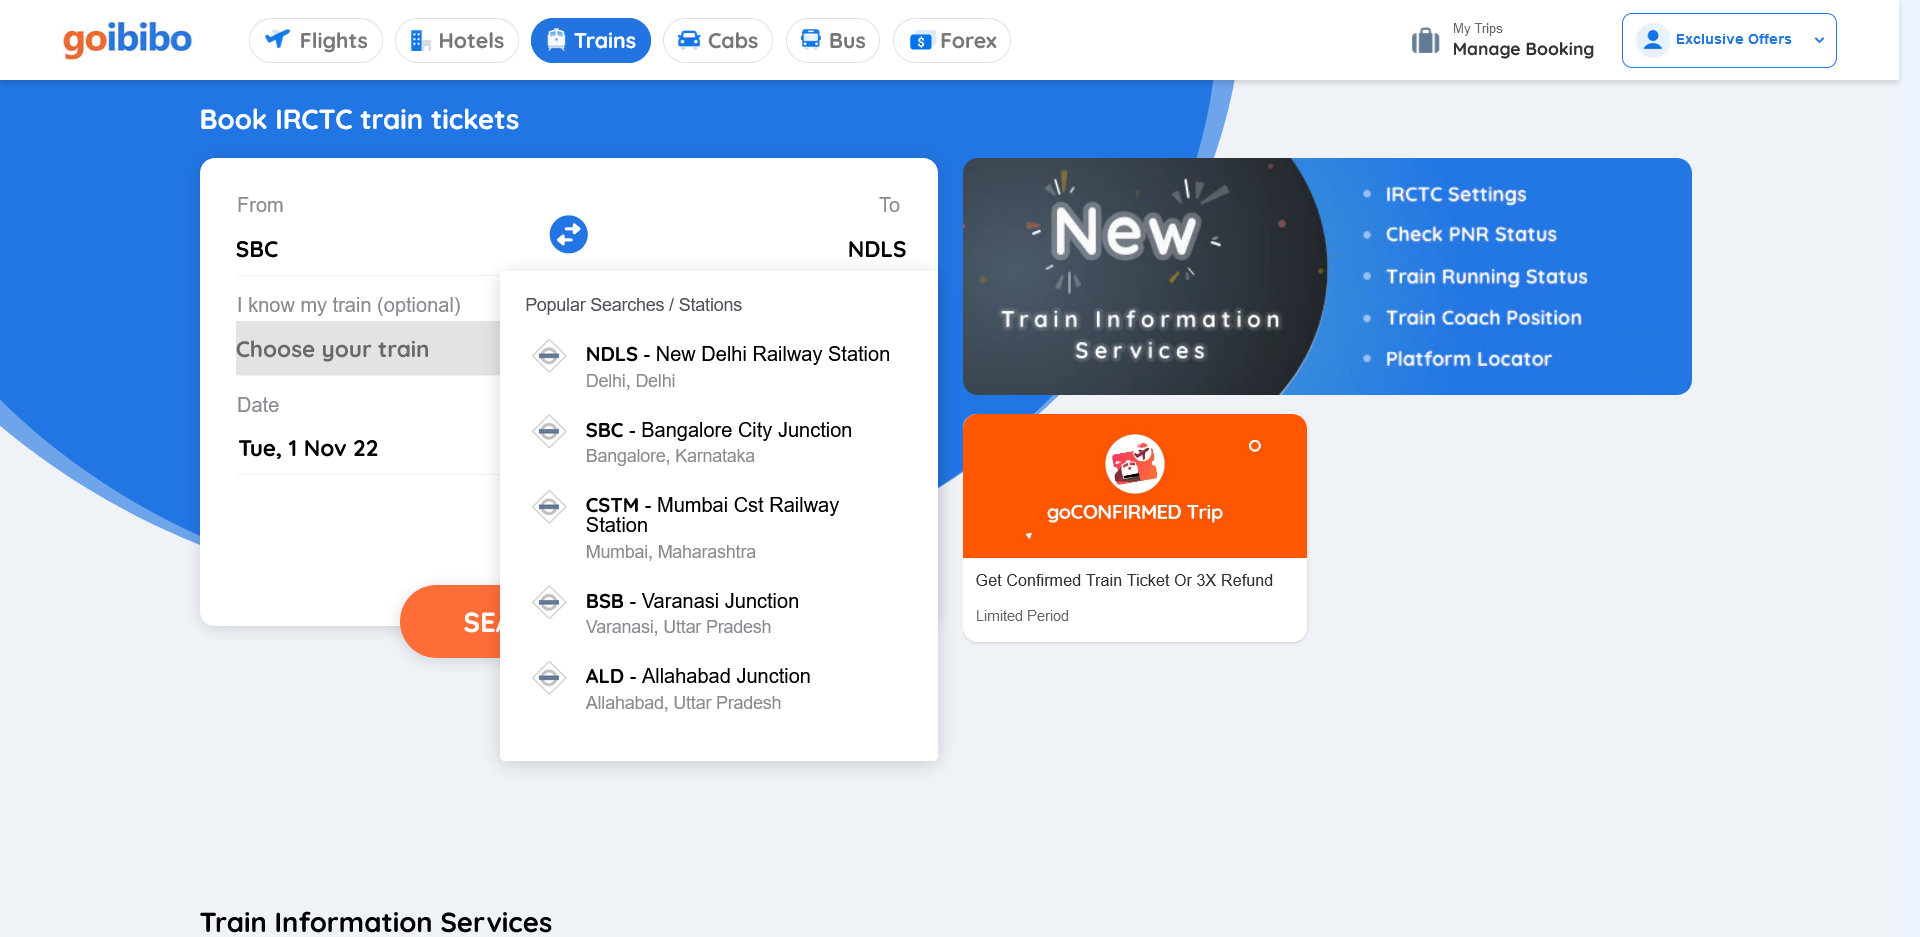 goibibo
Flights
Hotels
Trains
Cabs
Bus
Forex
My Trips
Manage Booking
Exclusive Offers
Book IRCTC train tickets
From
To
SBC
NDLS
I know my train (optional)
Choose your train
Date
Tue, 1 Nov 22
Popular Searches / Stations
NDLS - New Delhi Railway Station
Delhi, Delhi
SBC - Bangalore City Junction
Bangalore, Karnataka
CSTM - Mumbai Cst Railway
Station
Mumbai, Maharashtra
BSB - Varanasi Junction
Varanasi, Uttar Pradesh
ALD - Allahabad Junction
Allahabad, Uttar Pradesh
New
Train Information
Services
IRCTC Settings
Check PNR Status
Train Running Status
Train Coach Position
Platform Locator
goCONFIRMED Trip
Get Confirmed Train Ticket Or 3X Refund
Limited Period
Train Information Services